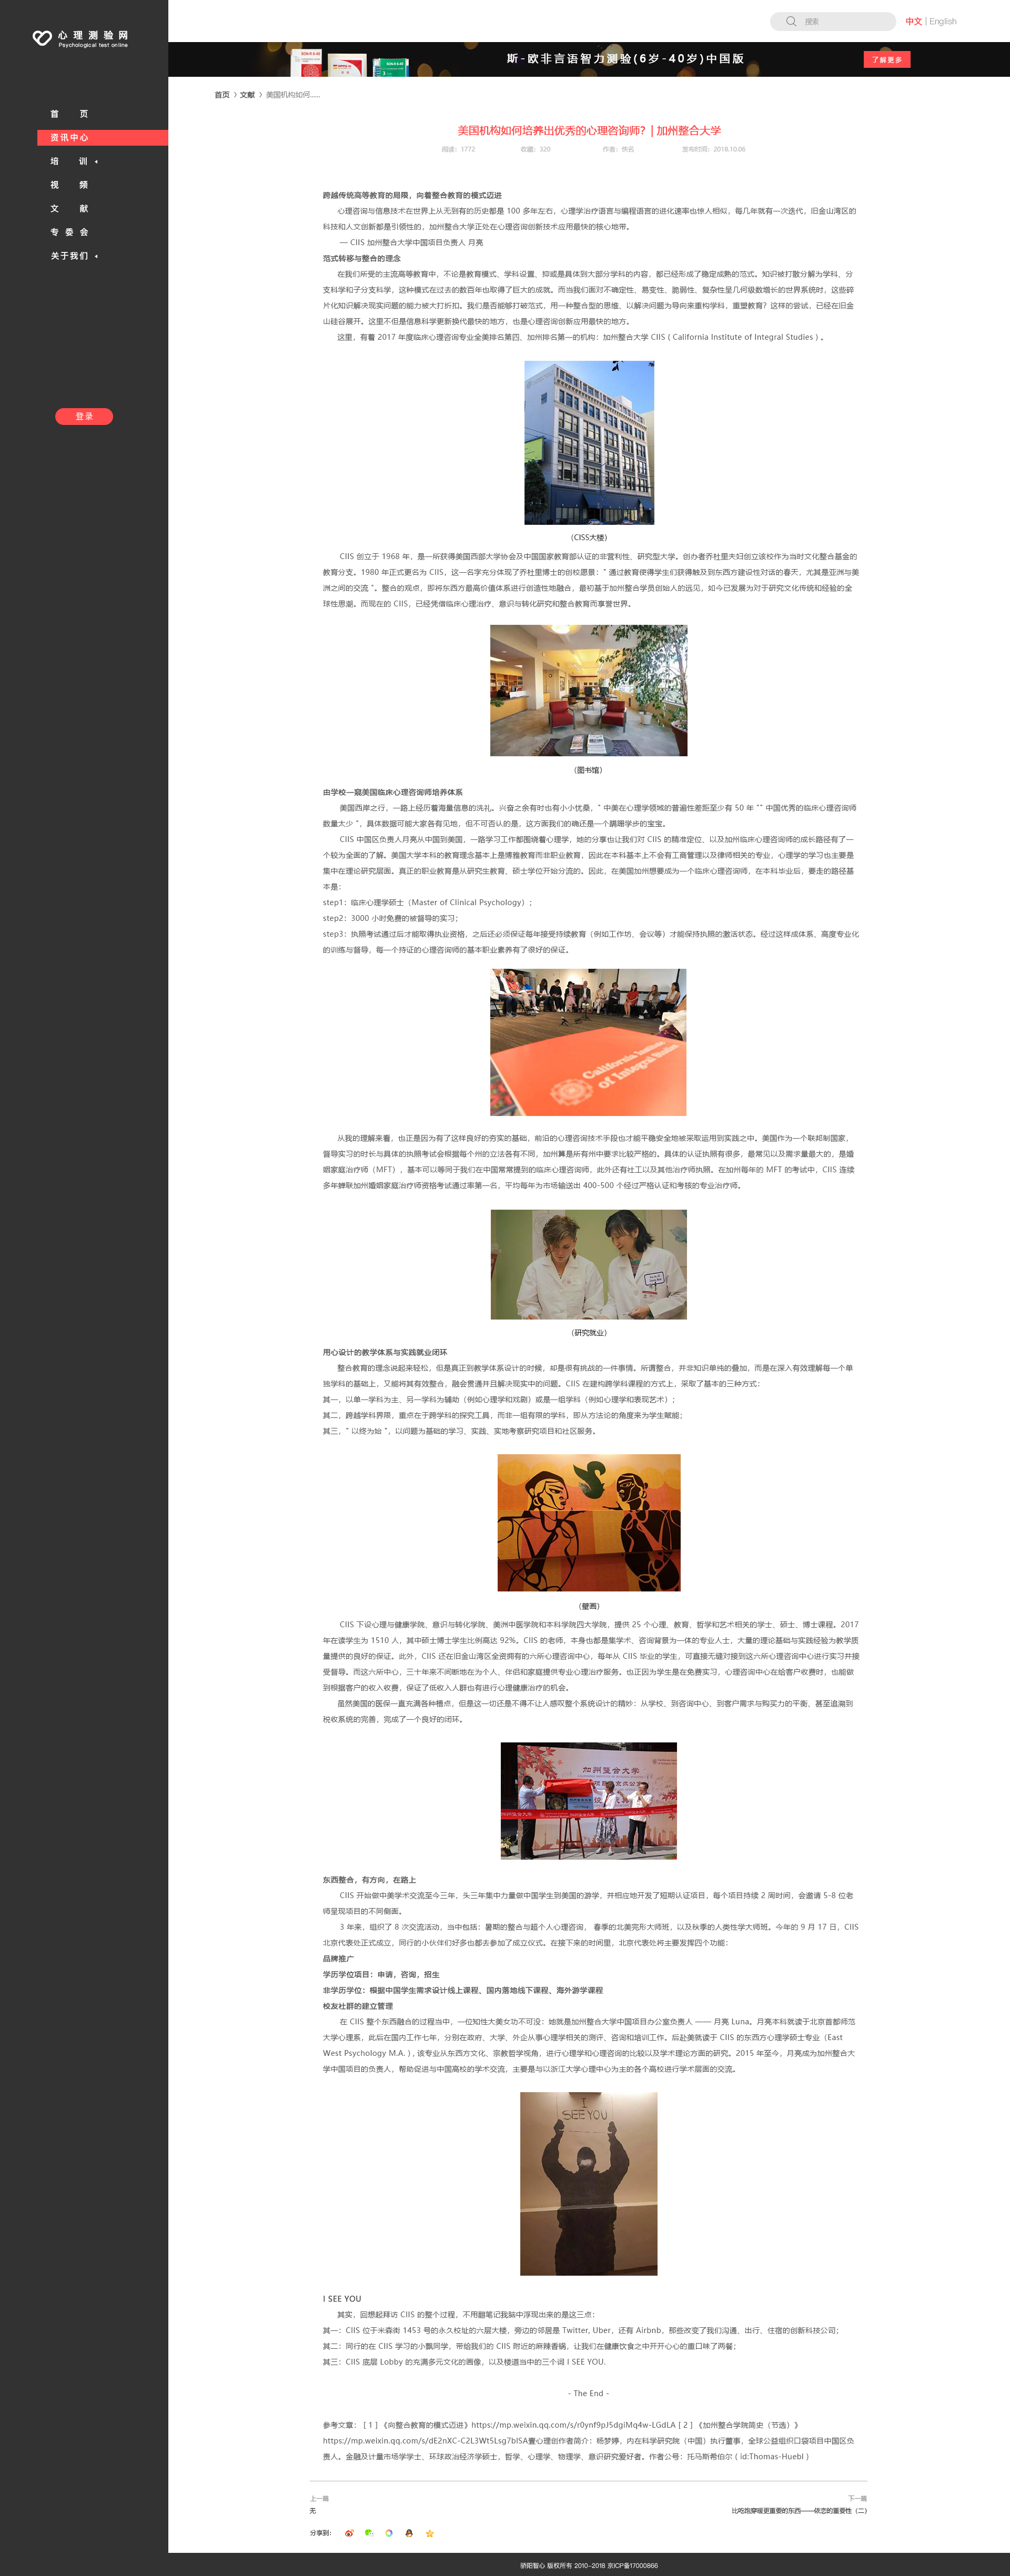 心理测验网
Psychological test online
首 页
资讯中心
培 训
视 频
文 献
专 委 会
关于我们
登录
搜索
中文 | English
斯-欧非言语智力测验(6岁-40岁)中国版
了解更多
首页 > 文献 > 美国机构如何......
美国机构如何培养出优秀的心理咨询师？| 加州整合大学
阅读：1772 收藏：320 作者：佚名 发布时间：2018.10.06
跨越传统高等教育的局限，向着整合教育的模式迈进
心理咨询与信息技术在世界上从无到有的历史都是 100 多年左右，心理学治疗语言与编程语言的进化速率也惊人相似，每几年就有一次迭代，旧金山湾区的
科技和人文创新都是引领性的，加州整合大学正处在心理咨询创新技术应用最快的核心地带。
— CIIS 加州整合大学中国项目负责人 月亮
范式转移与整合的理念
在我们所受的主流高等教育中，不论是教育模式、学科设置、抑或是具体到大部分学科的内容，都已经形成了稳定成熟的范式。知识被打散分解为学科、分
支科学和子分支科学，这种模式在过去的数百年也取得了巨大的成就。而当我们面对不确定性、易变性、脆弱性、复杂性呈几何级数增长的世界系统时，这些碎
片化知识解决现实问题的能力被大打折扣。我们是否能够打破范式，用一种整合型的思维、以解决问题为导向来重构学科，重塑教育？这样的尝试，已经在旧金
山硅谷展开。这里不但是信息科学更新换代最快的地方，也是心理咨询创新应用最快的地方。
这里，有着 2017 年度临床心理咨询专业全美排名第四、加州排名第一的机构：加州整合大学 CIIS ( California Institute of Integral Studies ) 。
（CISS大楼）
CIIS 创立于 1968 年，是一所获得美国西部大学协会及中国国家教育部认证的非营利性、研究型大学。创办者乔杜里夫妇创立该校作为当时文化整合基金的
教育分支。1980 年正式更名为 CIIS，这一名字充分体现了乔杜里博士的创校愿景：" 通过教育使得学生们获得触及到东西方建设性对话的春天，尤其是亚洲与美
洲之间的交流 "。整合的观点，即将东西方最高价值体系进行创造性地融合，最初基于加州整合学员创始人的远见，如今已发展为对于研究文化传统和经验的全
球性思潮。而现在的 CIIS，已经凭借临床心理治疗、意识与转化研究和整合教育而享誉世界。
（图书馆）
由学校一窥美国临床心理咨询师培养体系
美国西岸之行，一路上经历着海量信息的洗礼。兴奋之余有时也有小小忧桑，" 中美在心理学领域的普遍性差距至少有 50 年 "" 中国优秀的临床心理咨询师
数量太少 "，具体数据可能大家各有见地，但不可否认的是，这方面我们的确还是一个蹒跚学步的宝宝。
CIIS 中国区负责人月亮从中国到美国，一路学习工作都围绕着心理学，她的分享也让我们对 CIIS 的精准定位、以及加州临床心理咨询师的成长路径有了一
个较为全面的了解。美国大学本科的教育理念基本上是博雅教育而非职业教育，因此在本科基本上不会有工商管理以及律师相关的专业，心理学的学习也主要是
集中在理论研究层面。真正的职业教育是从研究生教育、硕士学位开始分流的。因此，在美国加州想要成为一个临床心理咨询师，在本科毕业后，要走的路径基
本是：
step1：临床心理学硕士（Master of Clinical Psychology）；
step2：3000 小时免费的被督导的实习；
step3：执照考试通过后才能取得执业资格，之后还必须保证每年接受持续教育（例如工作坊、会议等）才能保持执照的激活状态。经过这样成体系、高度专业化
的训练与督导，每一个持证的心理咨询师的基本职业素养有了很好的保证。
California Institute
of Integral Studies
从我的理解来看，也正是因为有了这样良好的夯实的基础，前沿的心理咨询技术手段也才能平稳安全地被采取运用到实践之中。美国作为一个联邦制国家，
督导实习的时长与具体的执照考试会根据每个州的立法各有不同，加州算是所有州中要求比较严格的。具体的认证执照有很多，最常见以及需求量最大的，是婚
姻家庭治疗师（MFT），基本可以等同于我们在中国常常提到的临床心理咨询师，此外还有社工以及其他治疗师执照。在加州每年的 MFT 的考试中，CIIS 连续
多年蝉联加州婚姻家庭治疗师资格考试通过率第一名，平均每年为市场输送出 400-500 个经过严格认证和考核的专业治疗师。
（研究就业）
用心设计的教学体系与实践就业闭环
整合教育的理念说起来轻松，但是真正到教学体系设计的时候，却是很有挑战的一件事情。所谓整合，并非知识单纯的叠加，而是在深入有效理解每一个单
独学科的基础上，又能将其有效整合，融会贯通并且解决现实中的问题。CIIS 在建构跨学科课程的方式上，采取了基本的三种方式：
其一，以单一学科为主、另一学科为辅助（例如心理学和戏剧）或是一组学科（例如心理学和表现艺术）；
其二，跨越学科界限，重点在于跨学科的探究工具，而非一组有限的学科，即从方法论的角度来为学生赋能；
其三，" 以终为始 "，以问题为基础的学习、实践、实地考察研究项目和社区服务。
（壁画）
CIIS 下设心理与健康学院、意识与转化学院、美洲中医学院和本科学院四大学院，提供 25 个心理、教育、哲学和艺术相关的学士、硕士、博士课程。2017
年在读学生为 1510 人，其中硕士博士学生比例高达 92%。CIIS 的老师，本身也都是集学术、咨询背景为一体的专业人士，大量的理论基础与实践经验为教学质
量提供的良好的保证。此外，CIIS 还在旧金山湾区全资拥有的六所心理咨询中心，每年从 CIIS 毕业的学生，可直接无缝对接到这六所心理咨询中心进行实习并接
受督导。而这六所中心，三十年来不间断地在为个人、伴侣和家庭提供专业心理治疗服务。也正因为学生是在免费实习，心理咨询中心在给客户收费时，也能做
到根据客户的收入收费，保证了低收入人群也有进行心理健康治疗的机会。
虽然美国的医保一直充满各种槽点，但是这一切还是不得不让人感叹整个系统设计的精妙：从学校、到咨询中心、到客户需求与购买力的平衡、甚至追溯到
税收系统的完善，完成了一个良好的闭环。
加州整合大学
东西整合，有方向，在路上
CIIS 开始做中美学术交流至今三年，头三年集中力量做中国学生到美国的游学，并相应地开发了短期认证项目，每个项目持续 2 周时间，会邀请 5-8 位老
师呈现项目的不同侧面。
3 年来，组织了 8 次交流活动，当中包括：暑期的整合与超个人心理咨询， 春季的北美完形大师班，以及秋季的人类性学大师班。今年的 9 月 17 日，CIIS
北京代表处正式成立，同行的小伙伴们好多也都去参加了成立仪式。在接下来的时间里，北京代表处将主要发挥四个功能：
品牌推广
学历学位项目：申请，咨询，招生
非学历学位：根据中国学生需求设计线上课程、国内落地线下课程、海外游学课程
校友社群的建立管理
在 CIIS 整个东西融合的过程当中，一位知性大美女功不可没：她就是加州整合大学中国项目办公室负责人 —— 月亮 Luna。月亮本科就读于北京首都师范
大学心理系，此后在国内工作七年，分别在政府、大学、外企从事心理学相关的测评、咨询和培训工作。后赴美就读于 CIIS 的东西方心理学硕士专业（East
West Psychology M.A. ) , 该专业从东西方文化、宗教哲学视角，进行心理学和心理咨询的比较以及学术理论方面的研究。2015 年至今，月亮成为加州整合大
学中国项目的负责人，帮助促进与中国高校的学术交流，主要是与以浙江大学心理中心为主的各个高校进行学术层面的交流。
I
SEE YOU
I SEE YOU
其实，回想起拜访 CIIS 的整个过程，不用翻笔记我脑中浮现出来的是这三点：
其一：CIIS 位于米森街 1453 号的永久校址的六层大楼，旁边的邻居是 Twitter, Uber，还有 Airbnb，那些改变了我们沟通、出行、住宿的创新科技公司；
其二：同行的在 CIIS 学习的小飘同学，带给我们的 CIIS 附近的麻辣香锅，让我们在健康饮食之中开开心心的重口味了两餐；
其三：CIIS 底层 Lobby 的充满多元文化的画像，以及楼道当中的三个词 I SEE YOU.
- The End -
参考文章： [ 1 ] 《向整合教育的模式迈进》https://mp.weixin.qq.com/s/r0ynf9pJ5dgiMq4w-LGdLA [ 2 ] 《加州整合学院简史（节选）》
https://mp.weixin.qq.com/s/dE2nXC-C2L3Wt5Lsg7blSA壹心理创作者简介：杨梦婷，内在科学研究院（中国）执行董事，全球公益组织口袋项目中国区负
责人。金融及计量市场学学士、环球政治经济学硕士，哲学、心理学、物理学、意识研究爱好者。作者公号：托马斯希伯尔 ( id:Thomas-Huebl )
上一篇 下一篇
无 比吃饱穿暖更重要的东西——依恋的重要性（二）
分享到：
骄阳智心 版权所有 2010-2018 京ICP备17000866